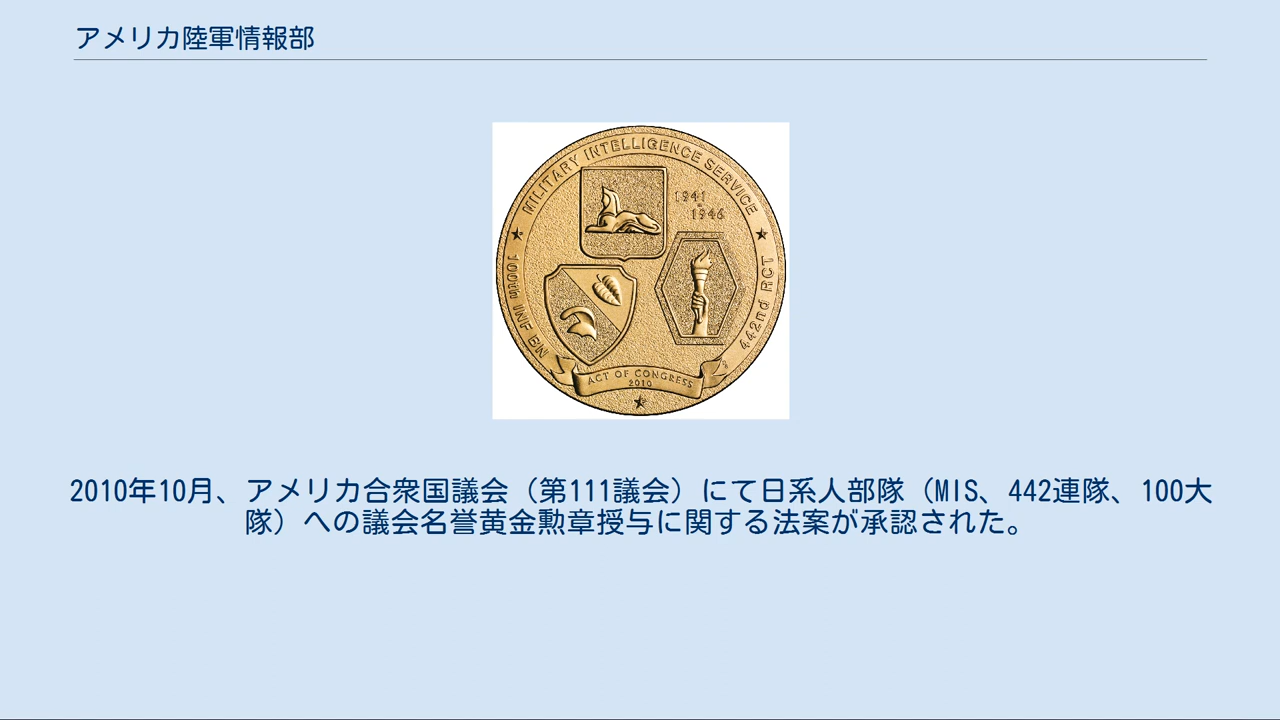 アメリカ陸軍情報部
MILITARY INTELLIGENCE SERVICE
1941
-
1946
100th INF BN
442nd RCT
ACT OF CONGRESS
2010
2010年10月、アメリカ合衆国議会（第111議会）にて日系人部隊（MIS、442連隊、100大
隊）への議会名誉黄金勲章授与に関する法案が承認された。